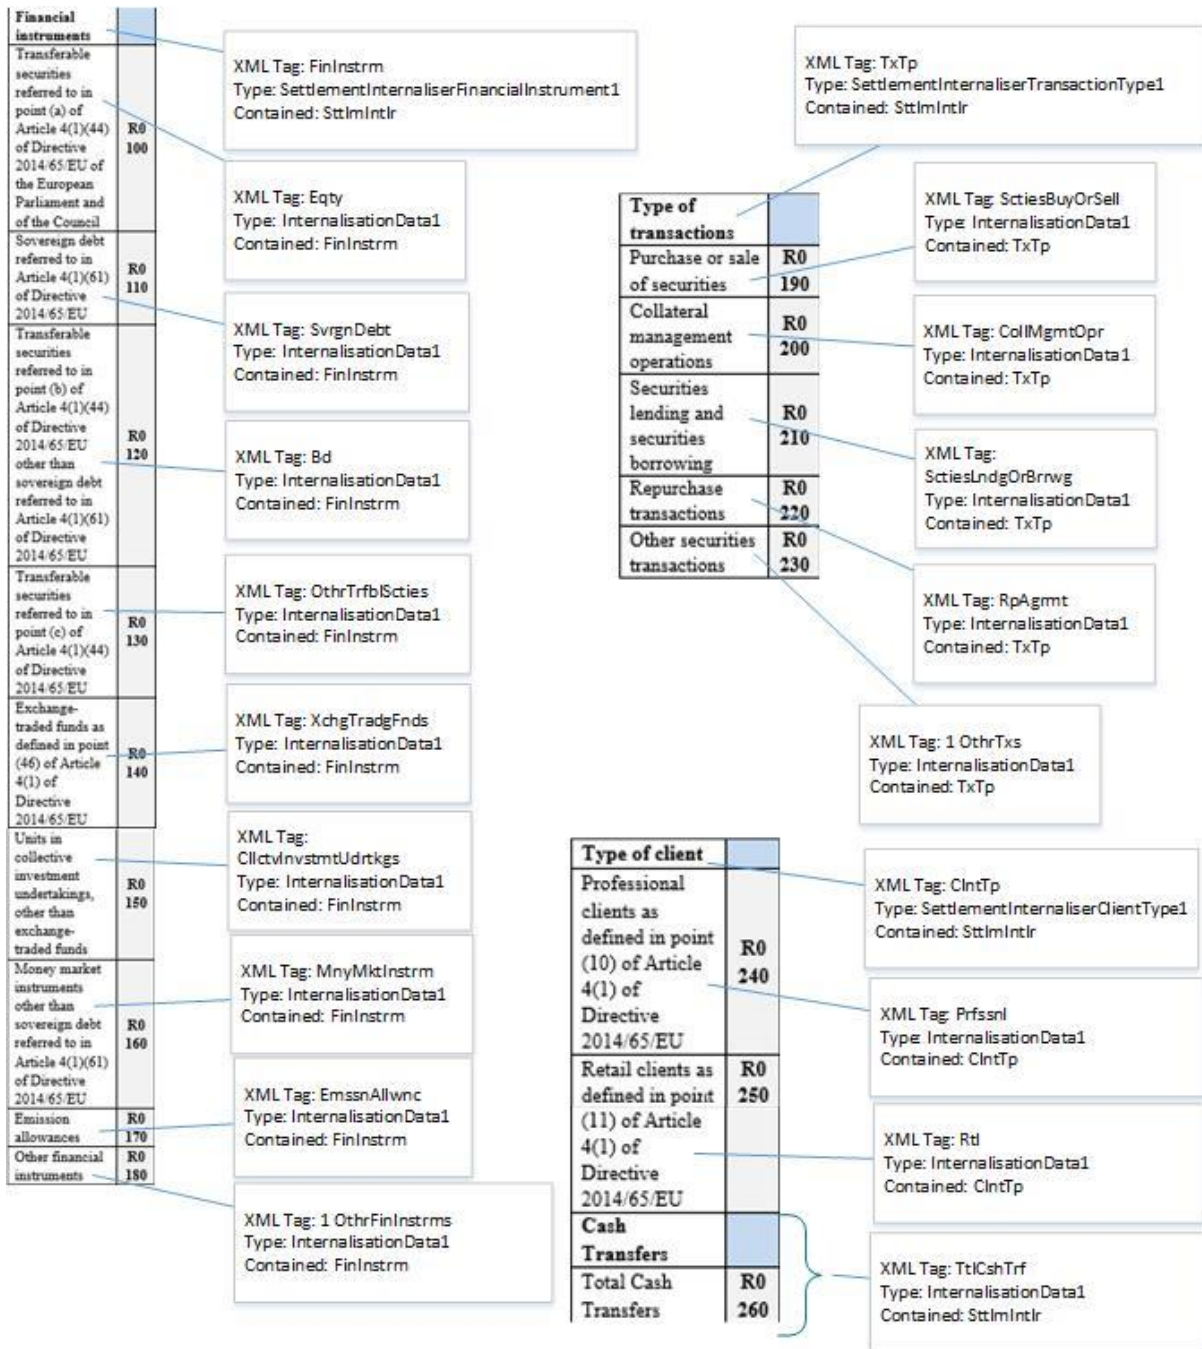 Financial
instruments
Transferable
securities
referred to in
point (a) of
Article 4(1)(44)
of Directive
2014/65/EU of
the European
Parliament and
of the Council
R0
100
Sovereign debt
referred to in
Article 4(1)(61)
of Directive
2014/65/EU
R0
110
Transferable
securities
referred to in
point (b) of
Article 4(1)(44)
of Directive
2014/65/EU
other than
sovereign debt
referred to in
Article 4(1)(61)
of Directive
2014/65/EU
R0
120
Transferable
securities
referred to in
point (c) of
Article 4(1)(44)
of Directive
2014/65/EU
R0
130
Exchange-
traded funds as
defined in point
(46) of Article
4(1) of
Directive
2014/65/EU
R0
140
Units in
collective
investment
undertakings,
other than
exchange-
traded funds
R0
150
Money market
instruments
other than
sovereign debt
referred to in
Article 4(1)(61)
of Directive
2014/65/EU
R0
160
Emission
allowances
R0
170
Other financial
instruments
R0
180
XML Tag: FinInstrm
Type: SettlementInternaliserFinancialInstrument1
Contained: SttlmIntlr
XML Tag: Eqty
Type: InternalisationData1
Contained: FinInstrm
XML Tag: SvrgnDebt
Type: InternalisationData1
Contained: FinInstrm
XML Tag: Bd
Type: InternalisationData1
Contained: FinInstrm
XML Tag: OthrTrfblScties
Type: InternalisationData1
Contained: FinInstrm
XML Tag: XchgTradgFnds
Type: InternalisationData1
Contained: FinInstrm
XML Tag:
CllctvInvstmtUdrtkgs
Type: InternalisationData1
Contained: FinInstrm
XML Tag: MnyMktInstrm
Type: InternalisationData1
Contained: FinInstrm
XML Tag: EmssnAllwnc
Type: InternalisationData1
Contained: FinInstrm
XML Tag: 1 OthrFinInstrms
Type: InternalisationData1
Contained: FinInstrm
XML Tag: TxTp
Type: SettlementInternaliserTransactionType1
Contained: SttlmIntlr
Type of
transactions
Purchase or sale
of securities
R0
190
Collateral
management
operations
R0
200
Securities
lending and
securities
borrowing
R0
210
Repurchase
transactions
R0
220
Other securities
transactions
R0
230
XML Tag: SctiesBuyOrSell
Type: InternalisationData1
Contained: TxTp
XML Tag: CollMgmtOpr
Type: InternalisationData1
Contained: TxTp
XML Tag:
SctiesLndgOrBrrwg
Type: InternalisationData1
Contained: TxTp
XML Tag: RpAgrmt
Type: InternalisationData1
Contained: TxTp
XML Tag: 1 OthrTxs
Type: InternalisationData1
Contained: TxTp
Type of client
Professional
clients as
defined in point
(10) of Article
4(1) of
Directive
2014/65/EU
R0
240
Retail clients as
defined in point
(11) of Article
4(1) of
Directive
2014/65/EU
R0
250
Cash
Transfers
Total Cash
Transfers
R0
260
XML Tag: ClntTp
Type: SettlementInternaliserClientType1
Contained: SttlmIntlr
XML Tag: Prfssnl
Type: InternalisationData1
Contained: ClntTp
XML Tag: Rtl
Type: InternalisationData1
Contained: ClntTp
XML Tag: TtlCshTrf
Type: InternalisationData1
Contained: SttlmIntlr